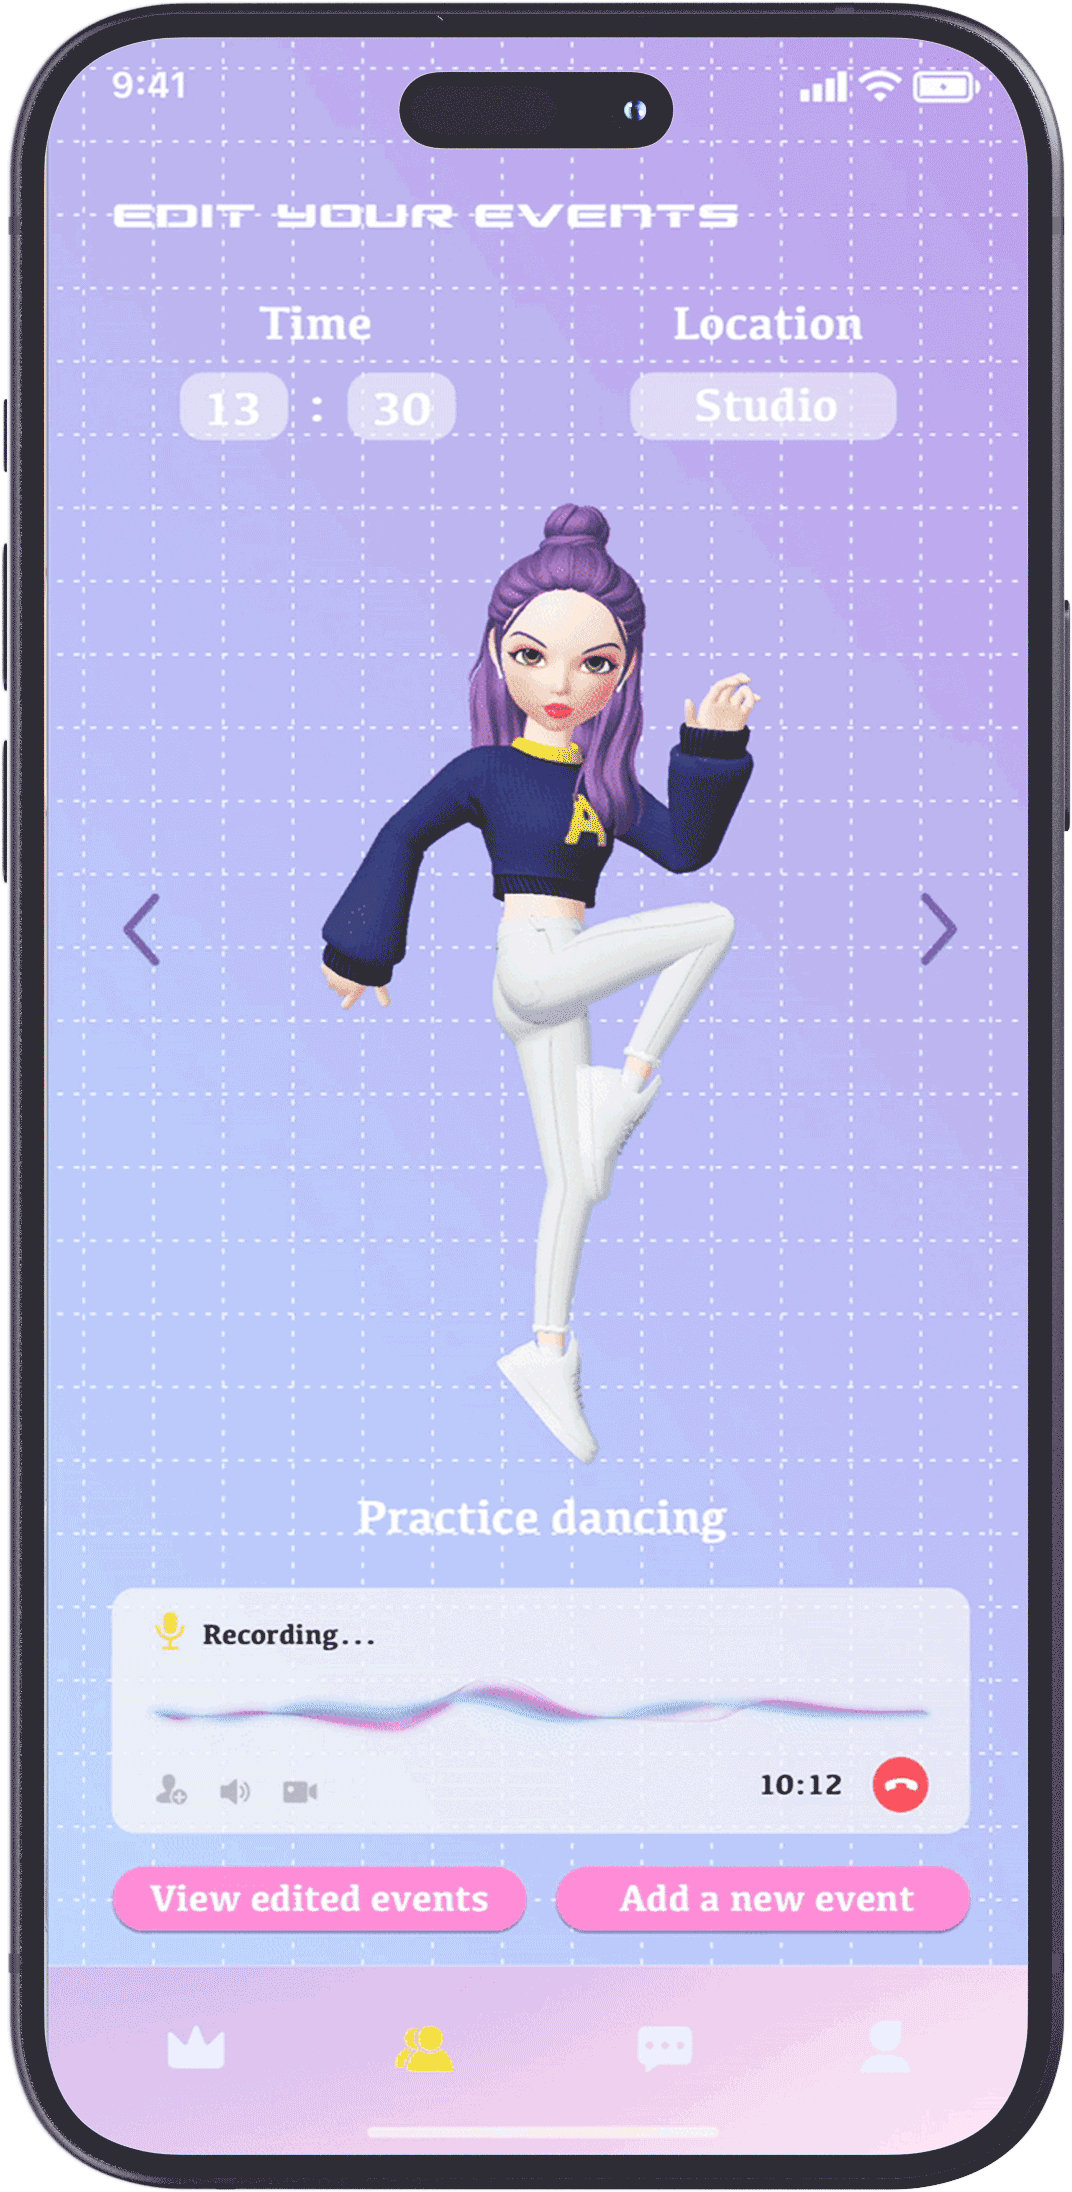 9:41
EDIT YOUR EVENTS
Time
Location
13 : 30
Studio
A
Practice dancing
Recording...
10:12
View edited events
Add a new event